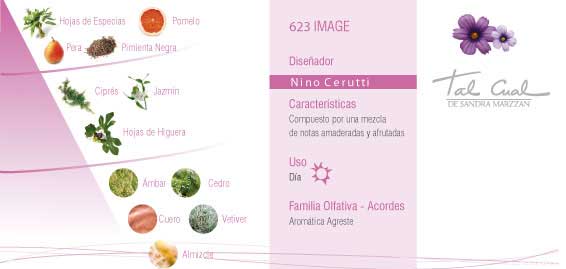 Hojas de Especias
Pomelo
Pera
Pimienta Negra
Ciprés
Jazmín
Hojas de Higuera
Ámbar
Cedro
Cuero
Vetiver
Almizcle
623 IMAGE
Diseñador
Nino Cerutti
Características
Compuesto por una mezcla
de notas amaderadas y afrutadas
Uso
Día
Familia Olfativa - Acordes
Aromática Agreste
Tal Cual
DE SANDRA MARZZAN